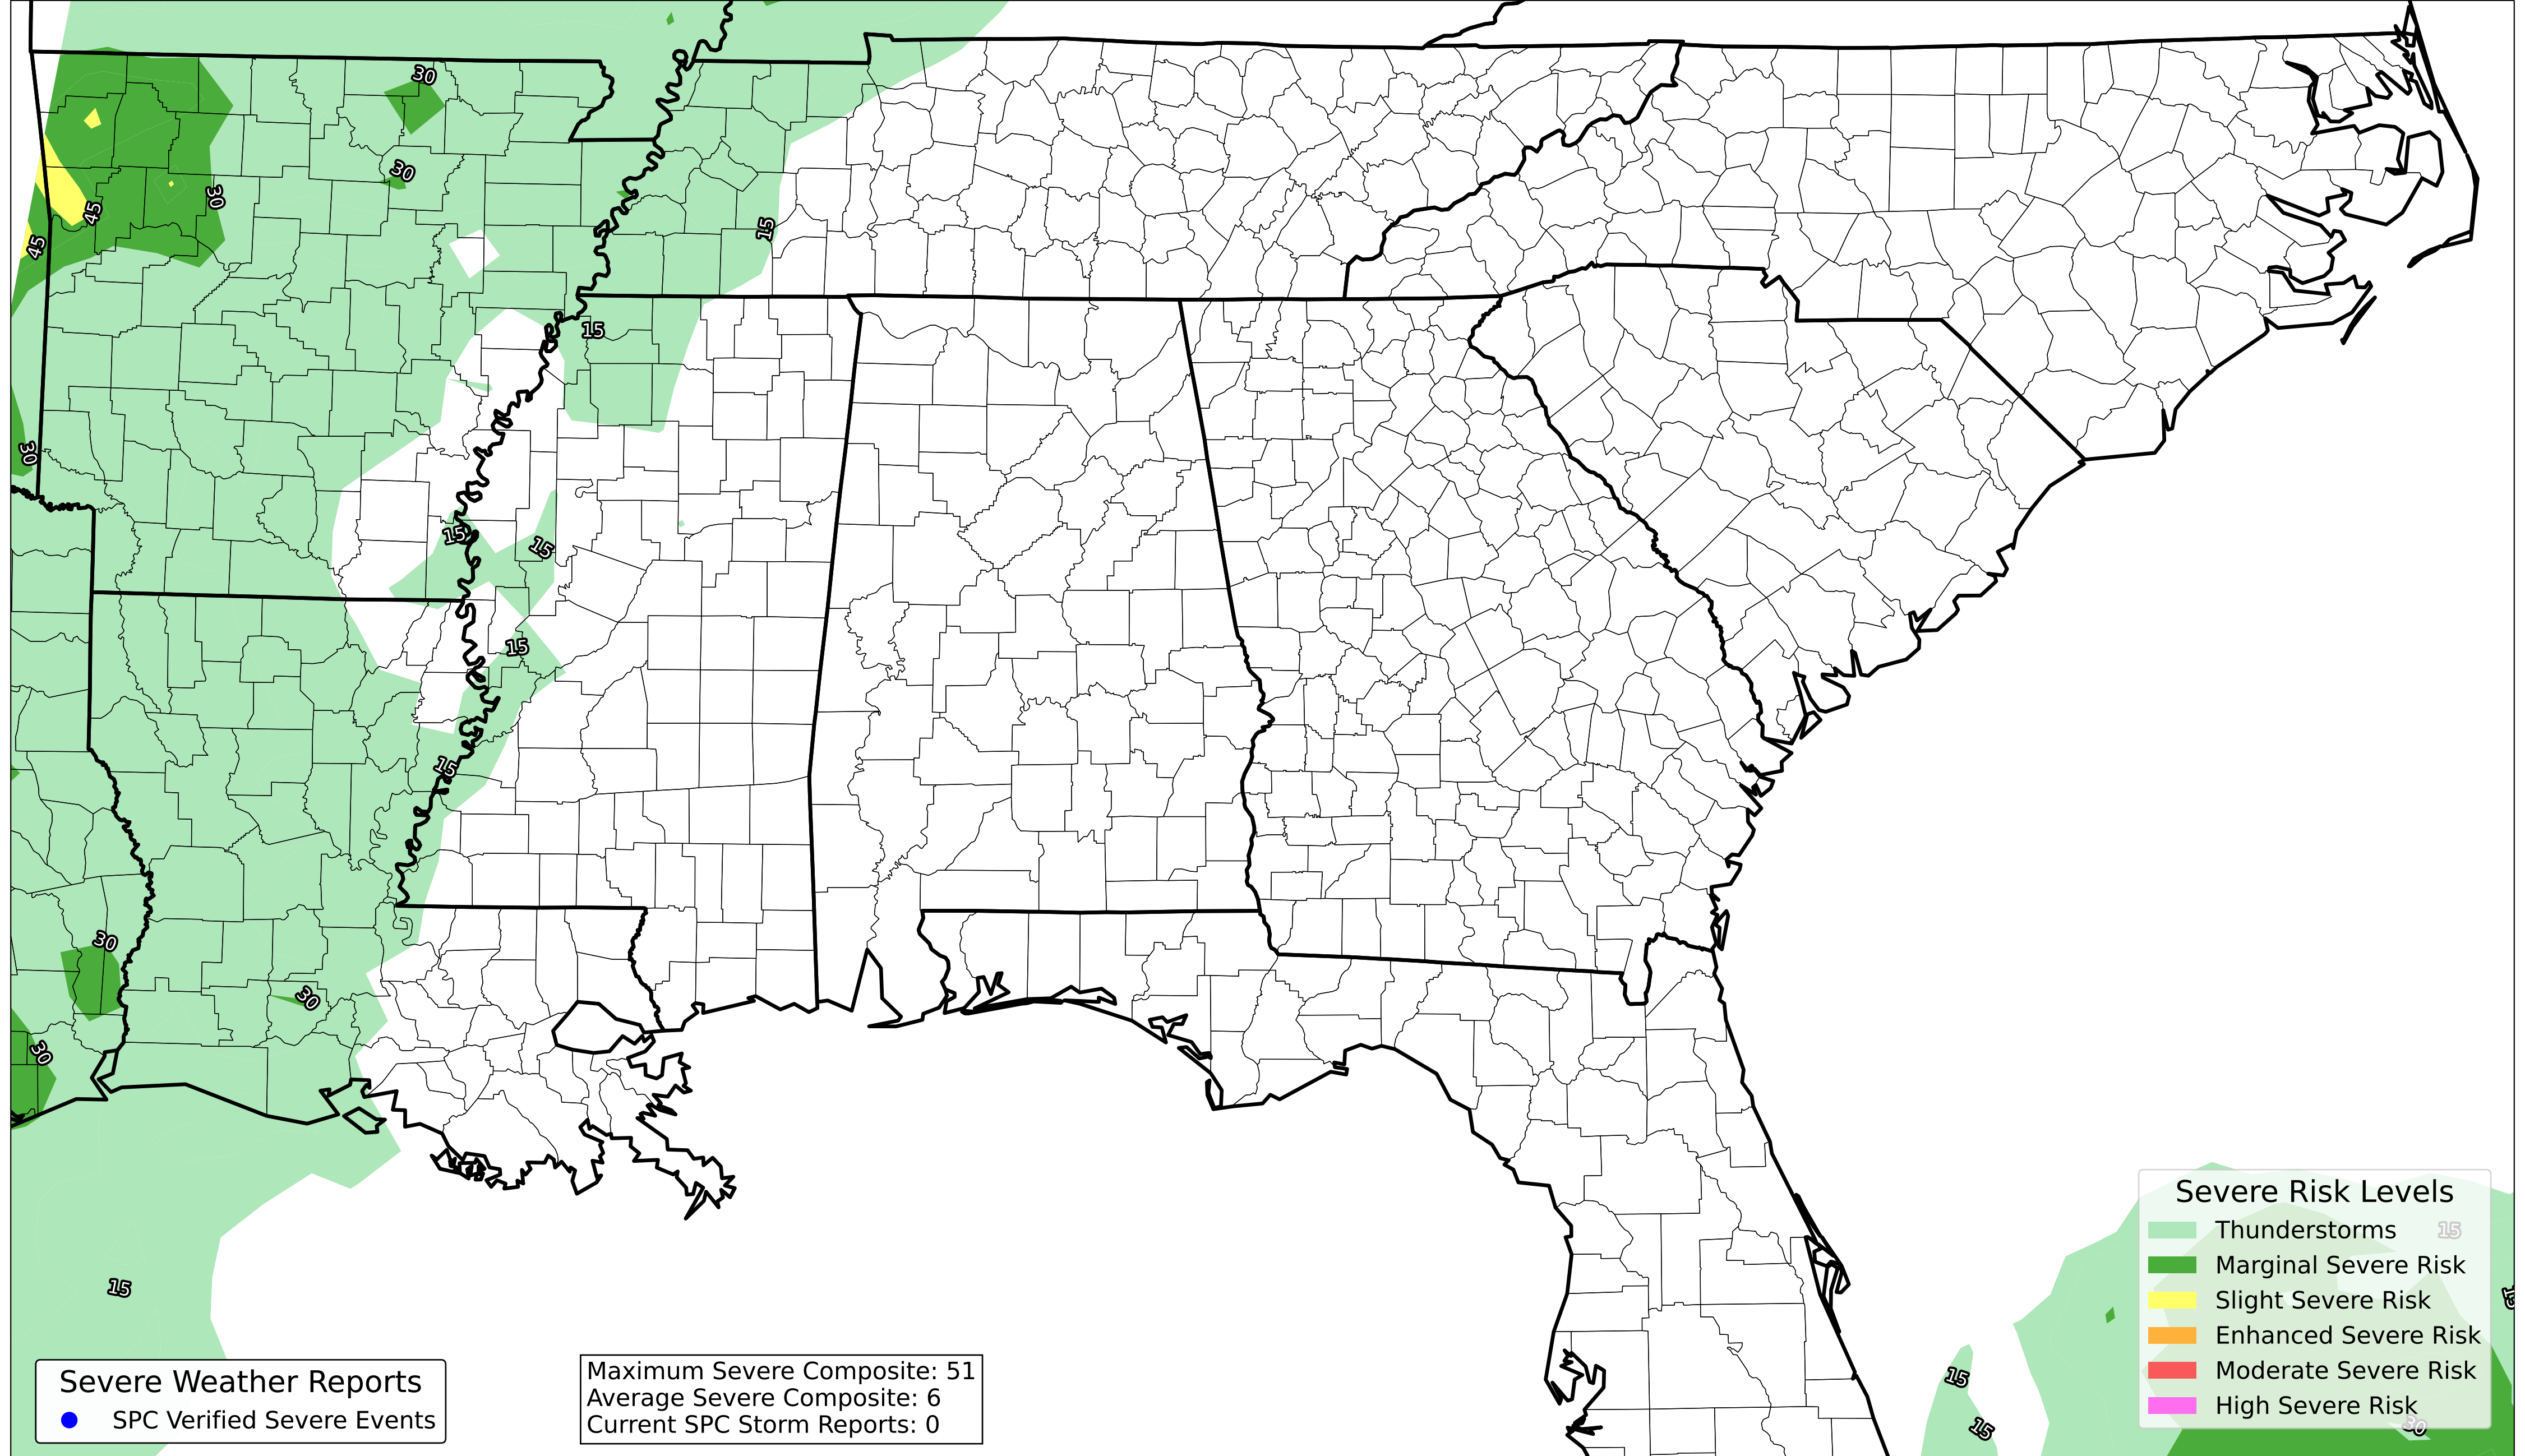 30
30
30
45
15
45
15
30
15
15
15
15
30
30
30
15
15
15
15
15
30
Severe Risk Levels
Thunderstorms
Marginal Severe Risk
Slight Severe Risk
Enhanced Severe Risk
Moderate Severe Risk
High Severe Risk
Severe Weather Reports
SPC Verified Severe Events
Maximum Severe Composite: 51
Average Severe Composite: 6
Current SPC Storm Reports: 0